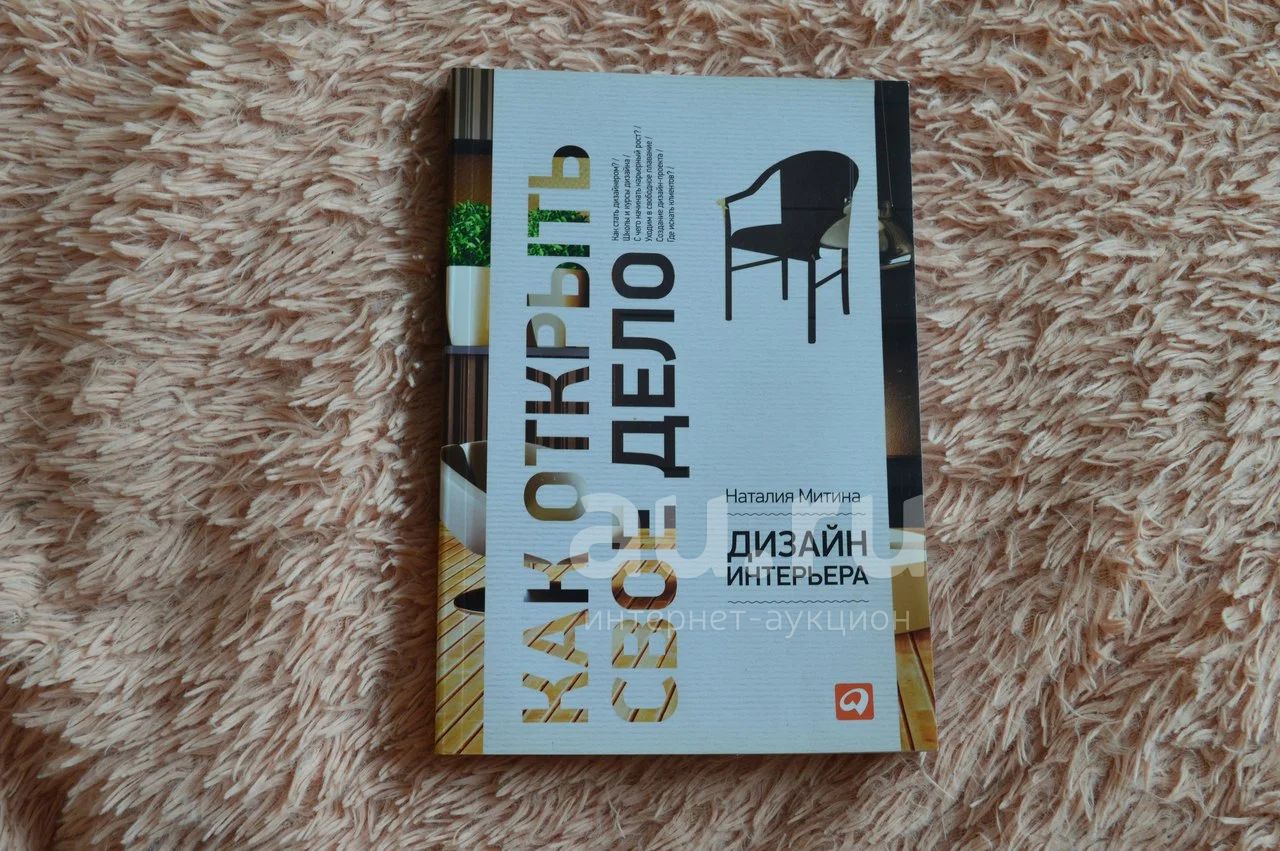 КАК ОТКРЫТЬ
СВОЕ ДЕЛО
Как стать дизайнером? /
Школы и курсы дизайна /
С чего начинать карьерный рост? /
Уходим в свободное плавание /
Создание дизайн-проекта /
Где искать клиентов? /
Наталия Митина
ДИЗАЙН
ИНТЕРЬЕРА
au.ru
интернет-аукцион